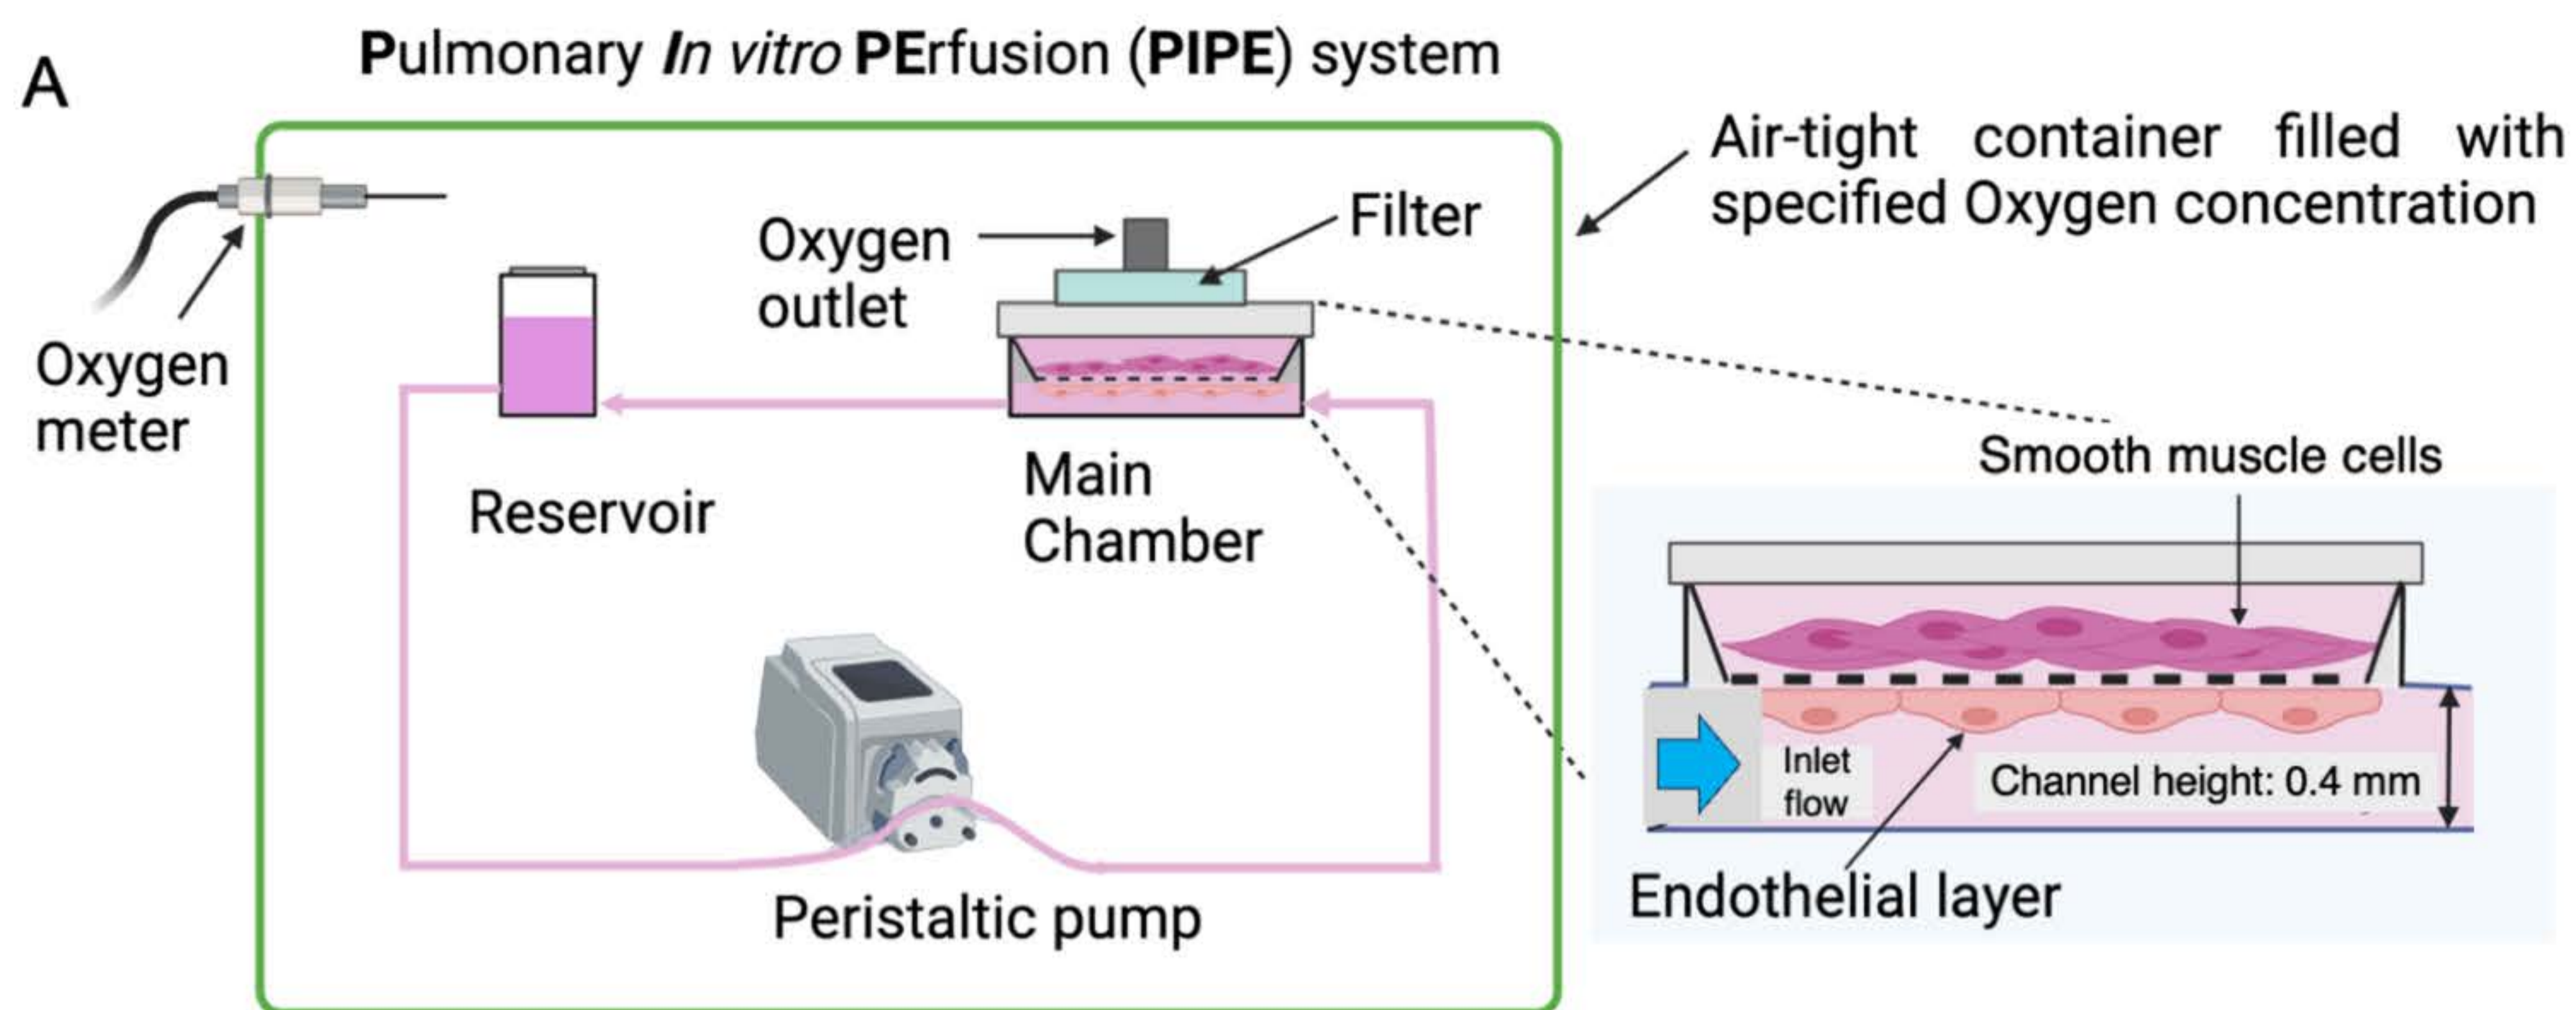 A
Pulmonary In vitro PErfusion (PIPE) system
Air-tight container filled with
specified Oxygen concentration
Oxygen
outlet
Filter
Oxygen
meter
Reservoir
Main
Chamber
Peristaltic pump
Smooth muscle cells
Inlet
flow
Channel height: 0.4 mm
Endothelial layer